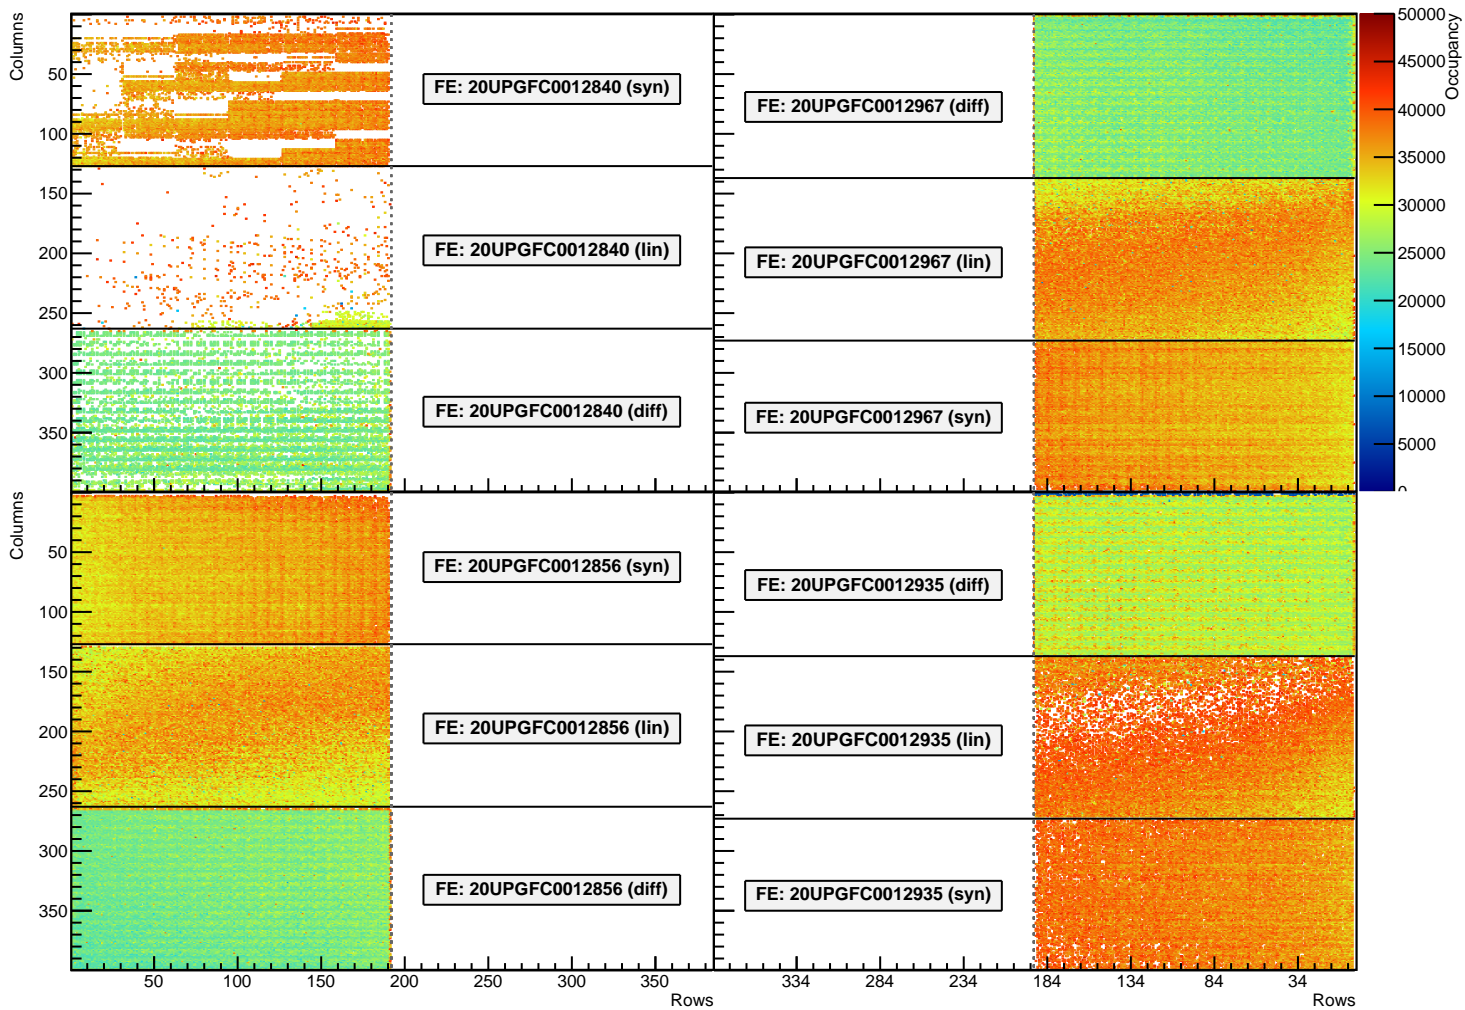 Columns
50
100
150
200
250
300
350
FE: 20UPGFC0012840 (syn)
FE: 20UPGFC0012840 (lin)
FE: 20UPGFC0012840 (diff)
FE: 20UPGFC0012967 (diff)
FE: 20UPGFC0012967 (lin)
FE: 20UPGFC0012967 (syn)
50000
45000
40000
35000
30000
25000
20000
15000
10000
5000
0
Occupancy
Columns
50
100
150
200
250
300
350
FE: 20UPGFC0012856 (syn)
FE: 20UPGFC0012856 (lin)
FE: 20UPGFC0012856 (diff)
FE: 20UPGFC0012935 (diff)
FE: 20UPGFC0012935 (lin)
FE: 20UPGFC0012935 (syn)
50 100 150 200 250 300 350
Rows
334 284 234 184 134 84 34
Rows